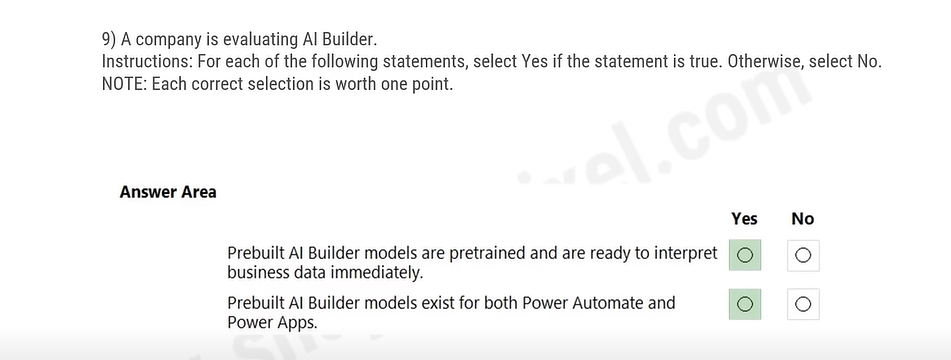 9) A company is evaluating AI Builder.
Instructions: For each of the following statements, select Yes if the statement is true. Otherwise, select No.
NOTE: Each correct selection is worth one point.
Answer Area
Yes No
Prebuilt AI Builder models are pretrained and are ready to interpret
business data immediately.
Prebuilt AI Builder models exist for both Power Automate and
Power Apps.